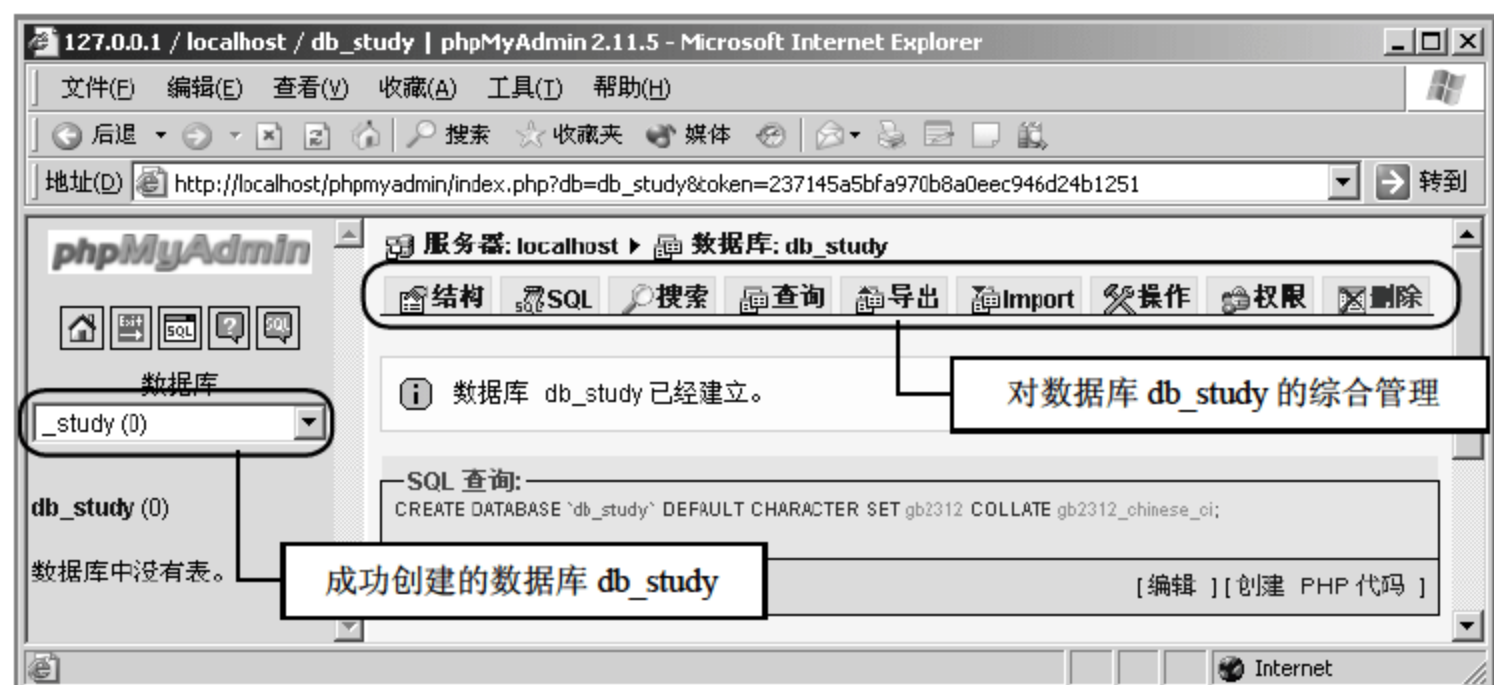 127.0.0.1 / localhost / db_study | phpMyAdmin 2.11.5 - Microsoft Internet Explorer
文件(F) 编辑(E) 查看(V) 收藏(A) 工具(T) 帮助(H)
后退 搜索 收藏夹 媒体
地址(D) http://localhost/phpmyadmin/index.php?db=db_study&token=237145a5bfa970b8a0eec946d24b1251 转到
phpMyAdmin
Exit SQL ? SQL
数据库
_study (0)
db_study (0)
数据库中没有表。
服务器: localhost 数据库: db_study
结构 SQL 搜索 查询 导出 Import 操作 权限 删除
数据库 db_study 已经建立。
对数据库 db_study 的综合管理
SQL 查询:
CREATE DATABASE `db_study` DEFAULT CHARACTER SET gb2312 COLLATE gb2312_chinese_ci;
成功创建的数据库 db_study
[编辑 ] [ 创建 PHP 代码 ]
Internet